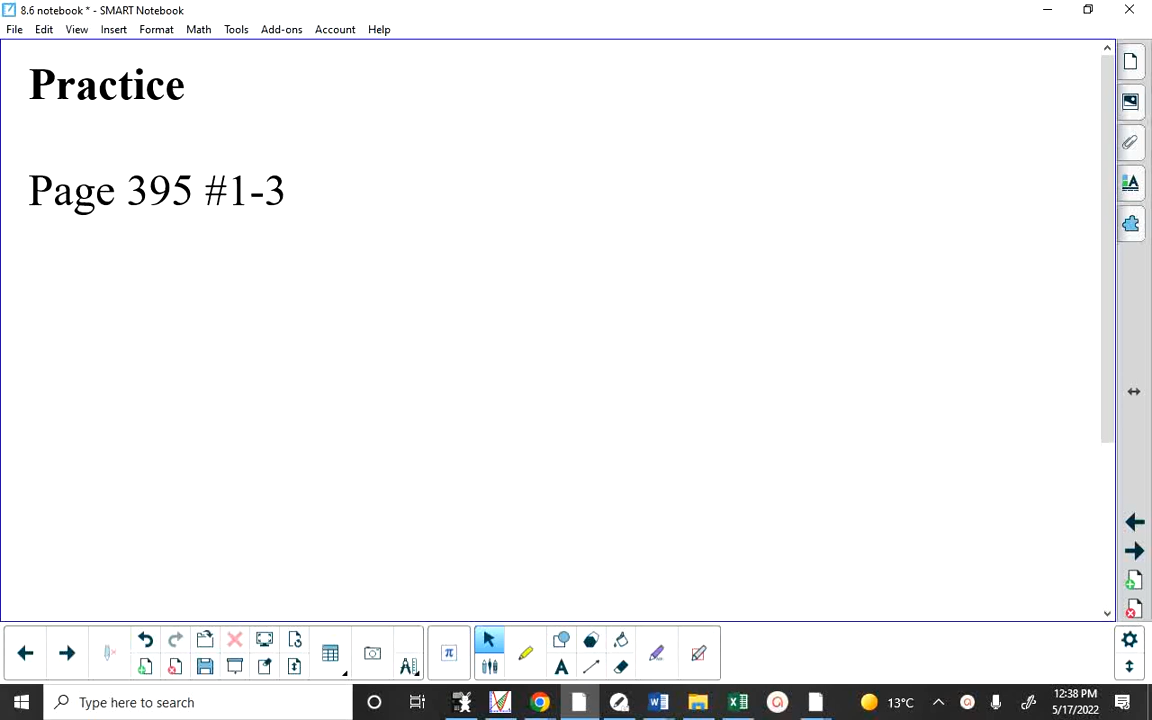 8.6 notebook * - SMART Notebook
File Edit View Insert Format Math Tools Add-ons Account Help
Practice
Page 395 #1-3
Type here to search
13°C
12:38 PM
5/17/2022